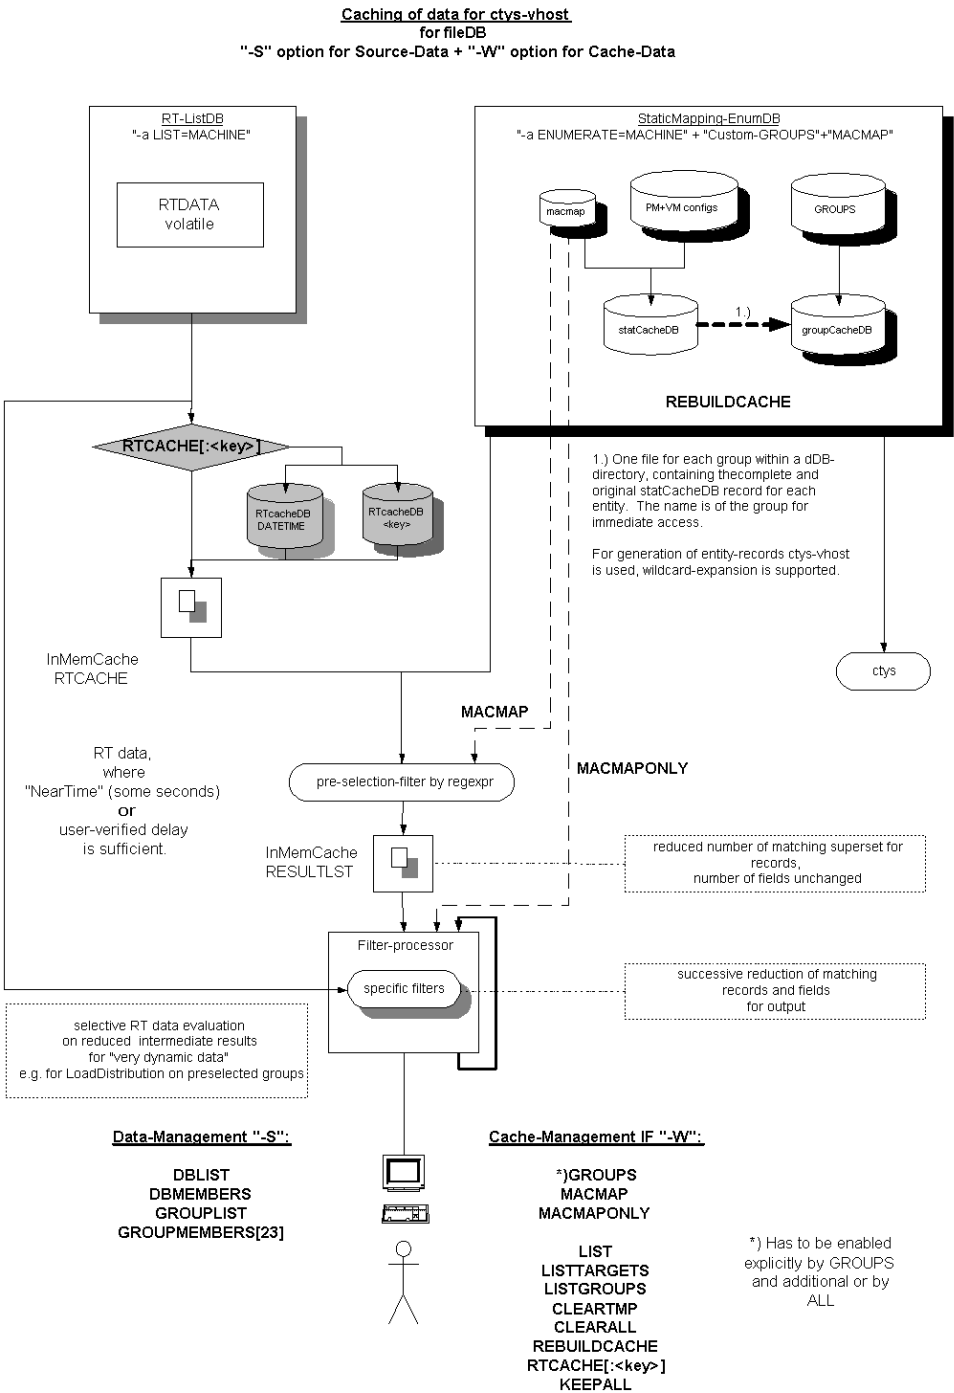 Caching of data for ctys-vhost
for fileDB
"-S" option for Source-Data + "-W" option for Cache-Data
RT-ListDB
"-a LIST=MACHINE"
RTDATA
volatile
StaticMapping-EnumDB
"-a ENUMERATE=MACHINE" + "Custom-GROUPS"+"MACMAP"
macmap
PM+VM configs
GROUPS
statCacheDB
1.)
groupCacheDB
REBUILDCACHE
RTCACHE[:<key>]
RTcacheDB
DATETIME
RTcacheDB
<key>
1.) One file for each group within a dDB-
directory, containing thecomplete and
original statCacheDB record for each
entity.  The name is of the group for
immediate access.
For generation of entity-records ctys-vhost
is used, wildcard-expansion is supported.
InMemCache
RTCACHE
ctys
MACMAP
RT data,
where
"NearTime" (some seconds)
or
user-verified delay
is sufficient.
pre-selection-filter by regexpr
MACMAPONLY
InMemCache
RESULTLST
reduced number of matching superset for
records,
number of fields unchanged
Filter-processor
specific filters
successive reduction of matching
records and fields
for output
selective RT data evaluation
on reduced  intermediate results
for "very dynamic data"
e.g. for LoadDistribution on preselected groups
Data-Management "-S":
DBLIST
DBMEMBERS
GROUPLIST
GROUPMEMBERS[23]
Cache-Management IF "-W":
*)GROUPS
MACMAP
MACMAPONLY
LIST
LISTTARGETS
LISTGROUPS
CLEARTMP
CLEARALL
REBUILDCACHE
RTCACHE[:<key>]
KEEPALL
*) Has to be enabled
explicitly by GROUPS
and additional or by
ALL